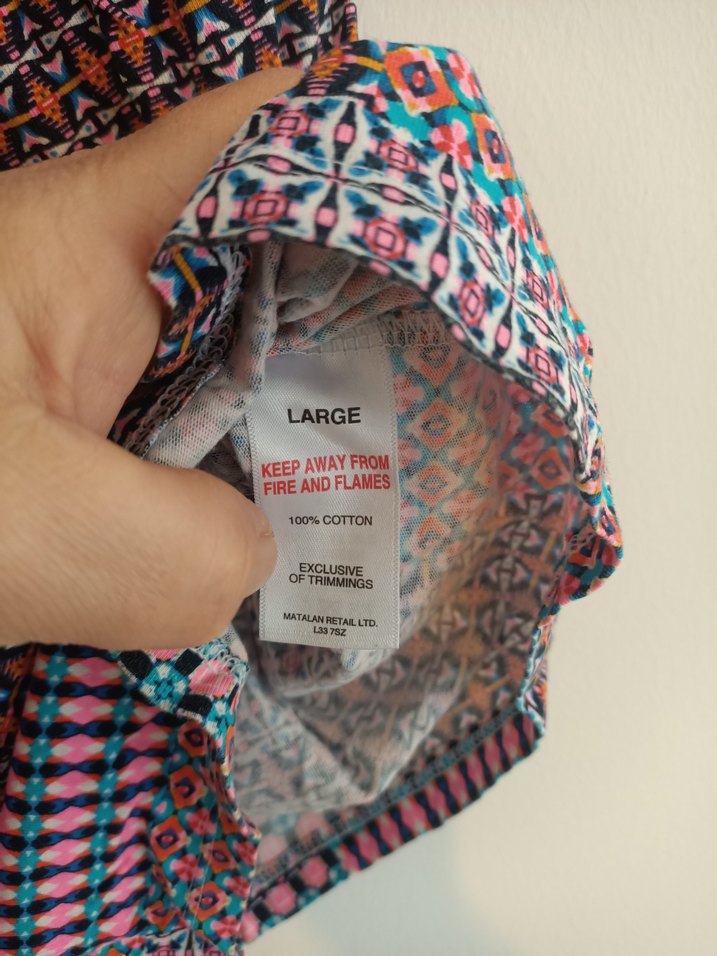 LARGE
KEEP AWAY FROM
FIRE AND FLAMES
100% COTTON
EXCLUSIVE
OF TRIMMINGS
MATALAN RETAIL LTD.
L33 7SZ